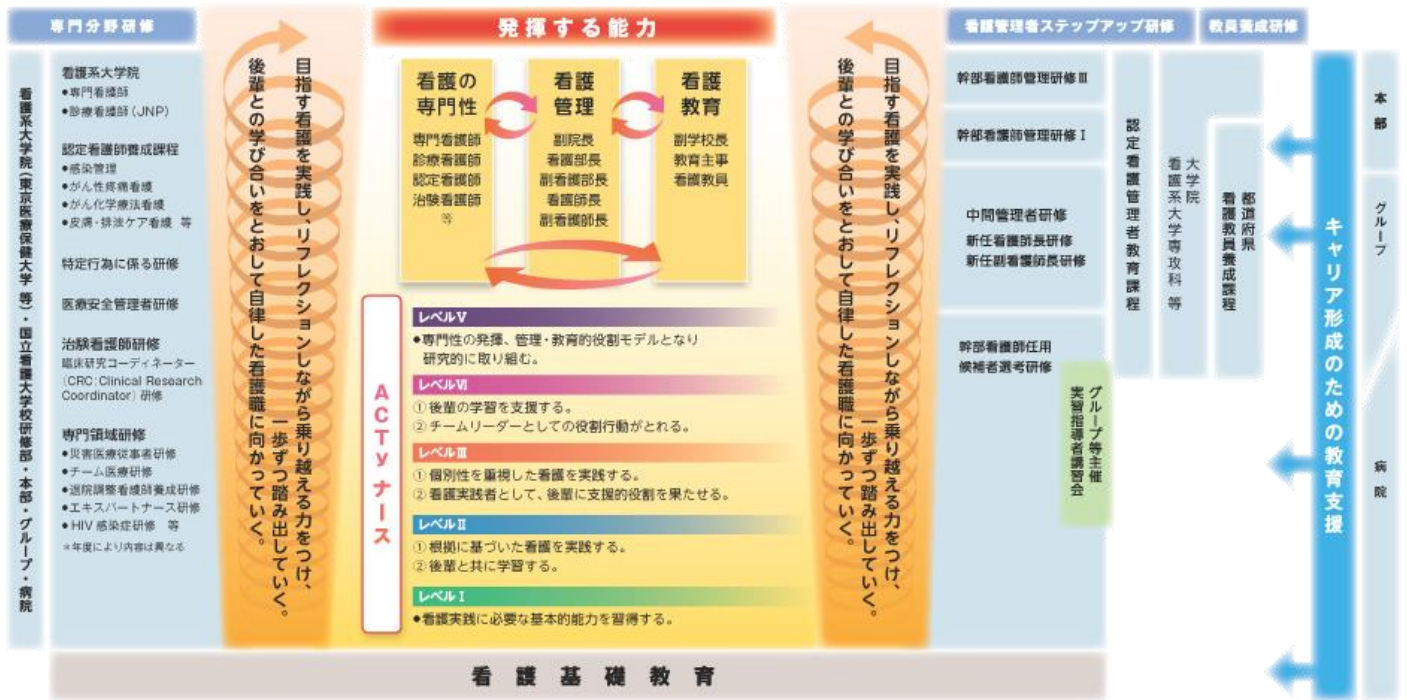 専門分野研修
看護系大学院(東京医療保健大学 等)・国立看護大学校研修部・本部・グループ・病院
看護系大学院
●専門看護師
●診療看護師(JNP)
認定看護師養成課程
●感染管理
●がん性疼痛看護
●がん化学療法看護
●皮膚・排泄ケア看護 等
特定行為に係る研修
医療安全管理者研修
治験看護師研修
臨床研究コーディネーター
(CRC:Clinical Research
Coordinator)研修
専門領域研修
●災害医療従事者研修
●チーム医療研修
●退院調整看護師養成研修
●エキスパートナース研修
●HIV感染症研修 等
*年度により内容は異なる
目指す看護を実践し、リフレクションしながら乗り越える力をつけ、
後輩との学び合いをとおして自律した看護職に向かって
一歩ずつ踏み出していく。
発揮する能力
看護の
専門性
専門看護師
診療看護師
認定看護師
治験看護師
等
看護
管理
副院長
看護部長
副看護部長
看護師長
副看護師長
看護
教育
副学校長
教育主事
看護教員
ACTyナース
レベルⅤ
●専門性の発揮、管理・教育的役割モデルとなり
研究的に取り組む。
レベルⅥ
①後輩の学習を支援する。
②チームリーダーとしての役割行動がとれる。
レベルⅢ
①個別性を重視した看護を実践する。
②看護実践者として、後輩に支援的役割を果たせる。
レベルⅡ
①根拠に基づいた看護を実践する。
②後輩と共に学習する。
レベルⅠ
●看護実践に必要な基本的能力を習得する。
目指す看護を実践し、リフレクションしながら乗り越える力をつけ、
後輩との学び合いをとおして自律した看護職に向かって
一歩ずつ踏み出していく。
看護管理者ステップアップ研修
幹部看護師管理研修Ⅲ
幹部看護師管理研修Ⅰ
中間管理者研修
新任看護師長研修
新任副看護師長研修
幹部看護師任用
候補者選考研修
グループ等主催
実習指導者講習会
認定看護管理者教育課程
大学院
看護系大学専攻科 等
教員養成研修
都道府県
看護教員養成課程
キャリア形成のための教育支援
本部
グループ
病院
看護基礎教育